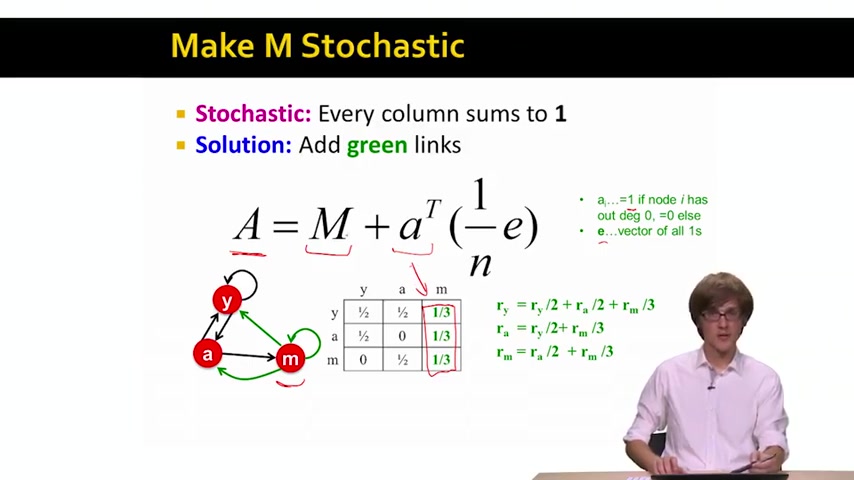 Make M Stochastic
Stochastic: Every column sums to 1
Solution: Add green links
A = M + a^T (1/n e)
• a_i…=1 if node i has
out deg 0, =0 else
• e…vector of all 1s
y
a
m
y a m
y ½ ½ 1/3
a ½ 0 1/3
m 0 ½ 1/3
r_y = r_y /2 + r_a /2 + r_m /3
r_a = r_y /2+ r_m /3
r_m = r_a /2 + r_m /3